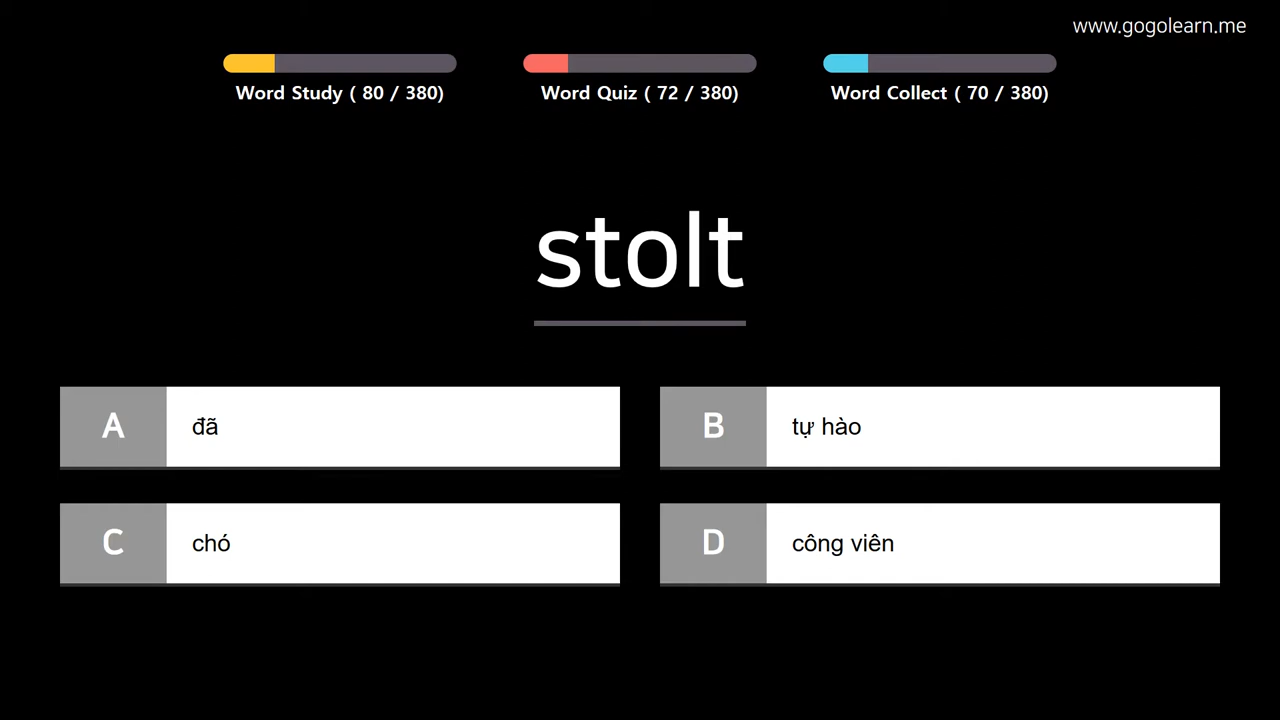 www.gogolearn.me
Word Study ( 80 / 380)
Word Quiz ( 72 / 380)
Word Collect ( 70 / 380)
stolt
A đã
B tự hào
C chó
D công viên